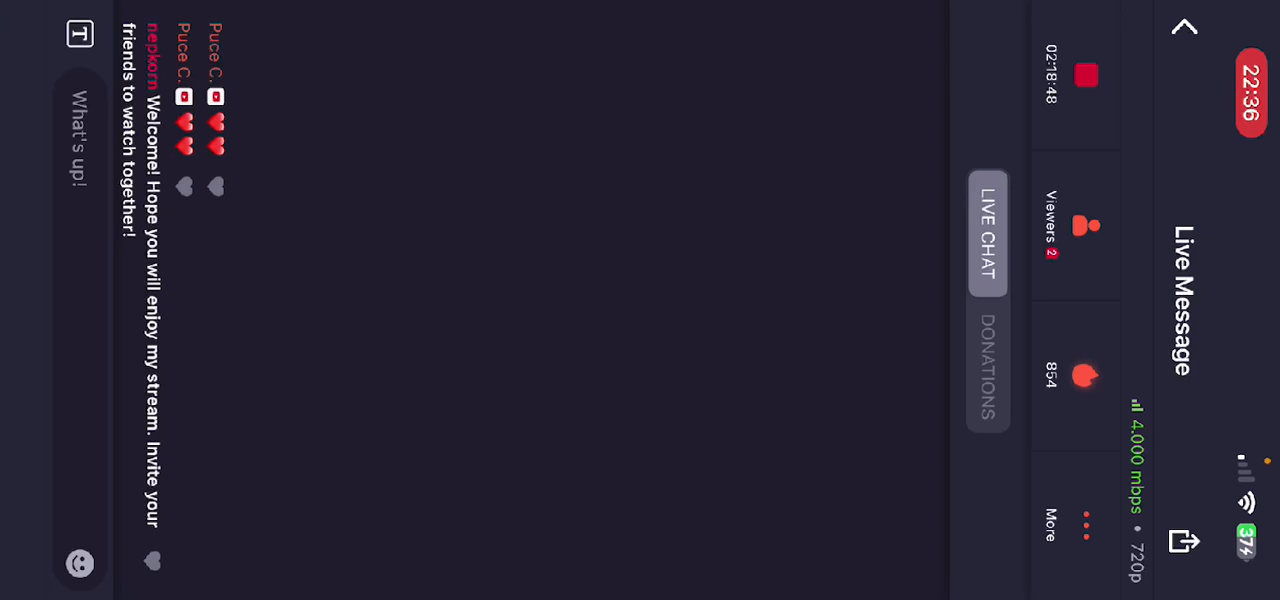 22:36
37
Live Message
4.000 mbps • 720p
02:18:48
Viewers 2
854
More
LIVE CHAT
DONATIONS
Puce C.
Puce C.
nepkorn Welcome! Hope you will enjoy my stream. Invite your
friends to watch together!
T
What's up!